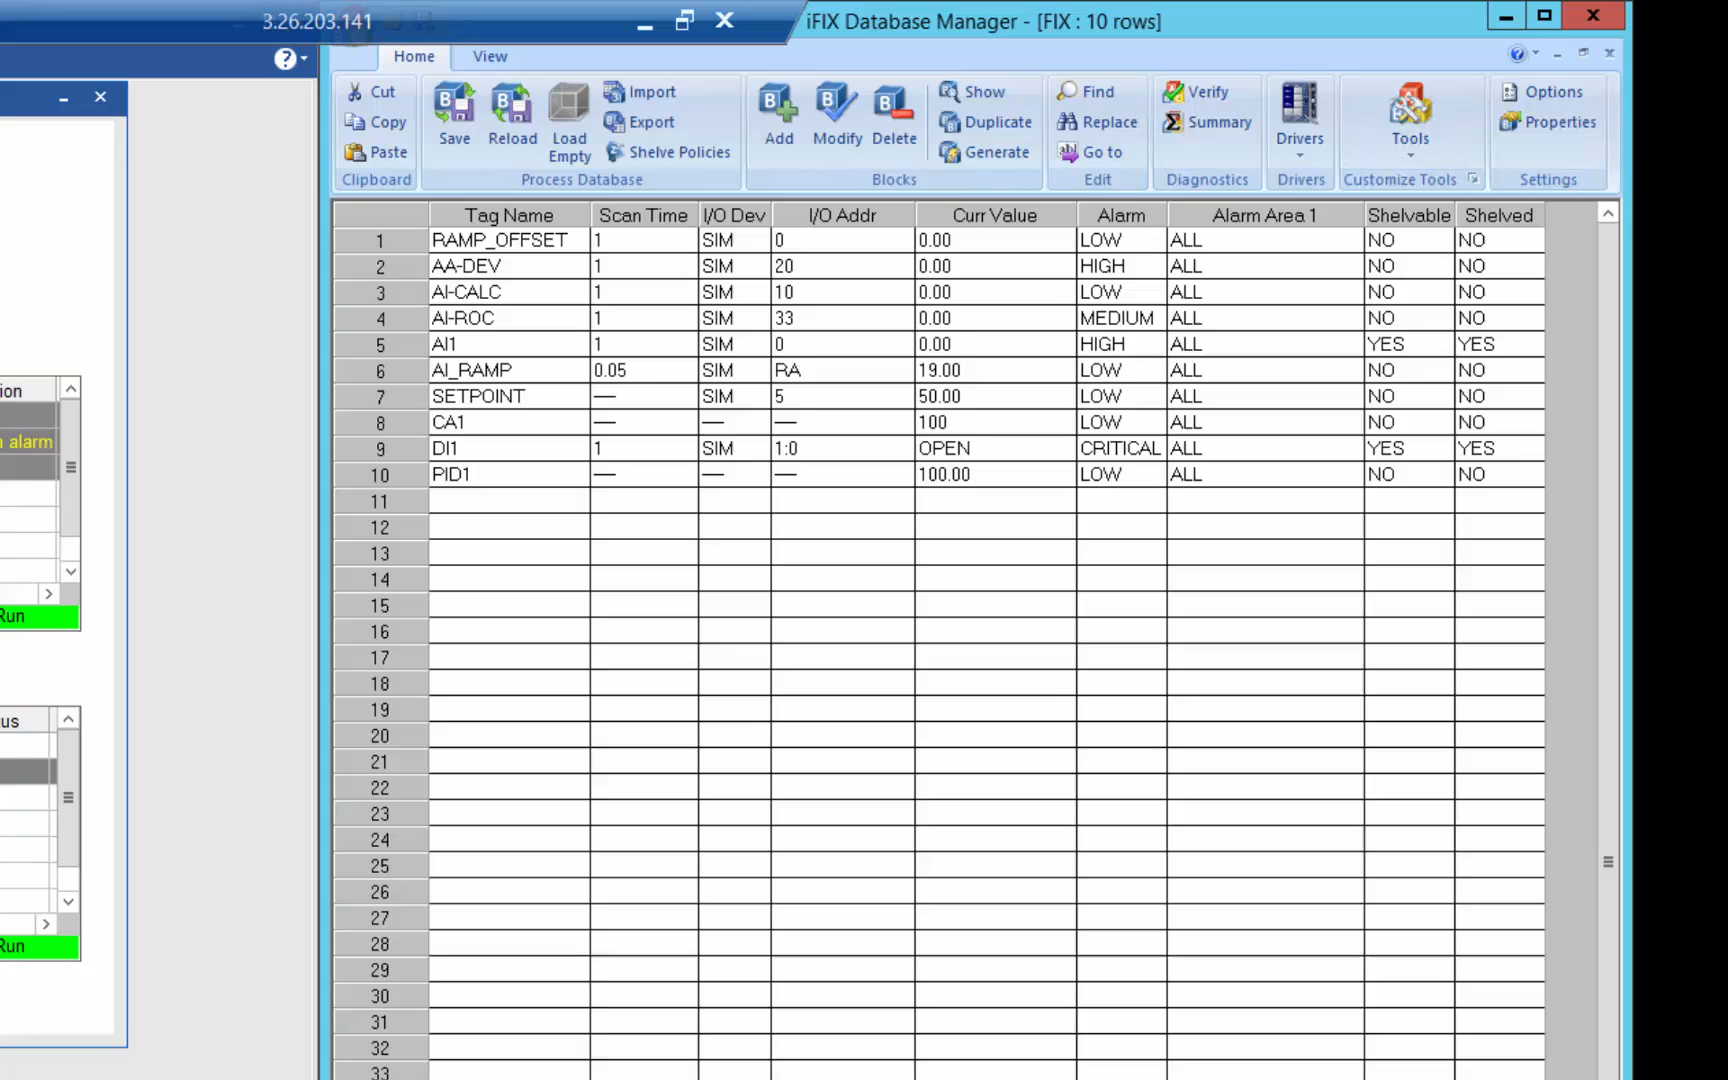 3.26.203.141
iFIX Database Manager - [FIX : 10 rows]
Home View
Cut
Copy
Paste
Clipboard
Save
Reload
Load Empty
Import
Export
Shelve Policies
Process Database
Add
Modify
Delete
Show
Duplicate
Generate
Blocks
Find
Replace
Go to
Edit
Verify
Summary
Diagnostics
Drivers
Drivers
Tools
Customize Tools
Options
Properties
Settings
Tag Name Scan Time I/O Dev I/O Addr Curr Value Alarm Alarm Area 1 Shelvable Shelved
1 RAMP_OFFSET 1 SIM 0 0.00 LOW ALL NO NO
2 AA-DEV 1 SIM 20 0.00 HIGH ALL NO NO
3 AI-CALC 1 SIM 10 0.00 LOW ALL NO NO
4 AI-ROC 1 SIM 33 0.00 MEDIUM ALL NO NO
5 AI1 1 SIM 0 0.00 HIGH ALL YES YES
6 AI_RAMP 0.05 SIM RA 19.00 LOW ALL NO NO
7 SETPOINT — SIM 5 50.00 LOW ALL NO NO
8 CA1 — — — 100 LOW ALL NO NO
9 DI1 1 SIM 1:0 OPEN CRITICAL ALL YES YES
10 PID1 — — — 100.00 LOW ALL NO NO
11
12
13
14
15
16
17
18
19
20
21
22
23
24
25
26
27
28
29
30
31
32
33
ion
alarm
Run
tus
Run